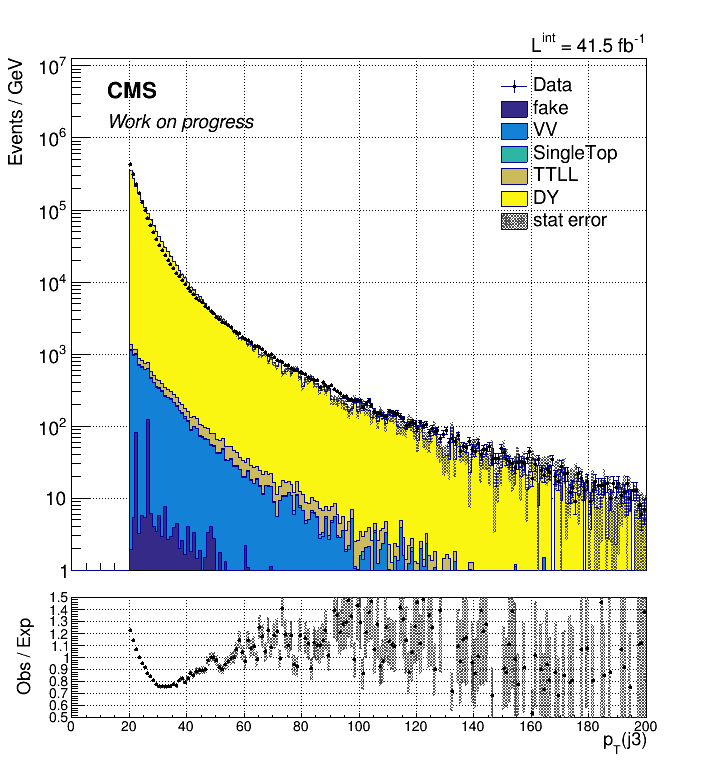 L^int = 41.5 fb^-1
Events / GeV
CMS
Work on progress
Data
fake
VV
SingleTop
TTLL
DY
stat error
10^7
10^6
10^5
10^4
10^3
10^2
10
1
Obs / Exp
1.5
1.4
1.3
1.2
1.1
1
0.9
0.8
0.7
0.6
0.5
0 20 40 60 80 100 120 140 160 180 200
p_T(j3)